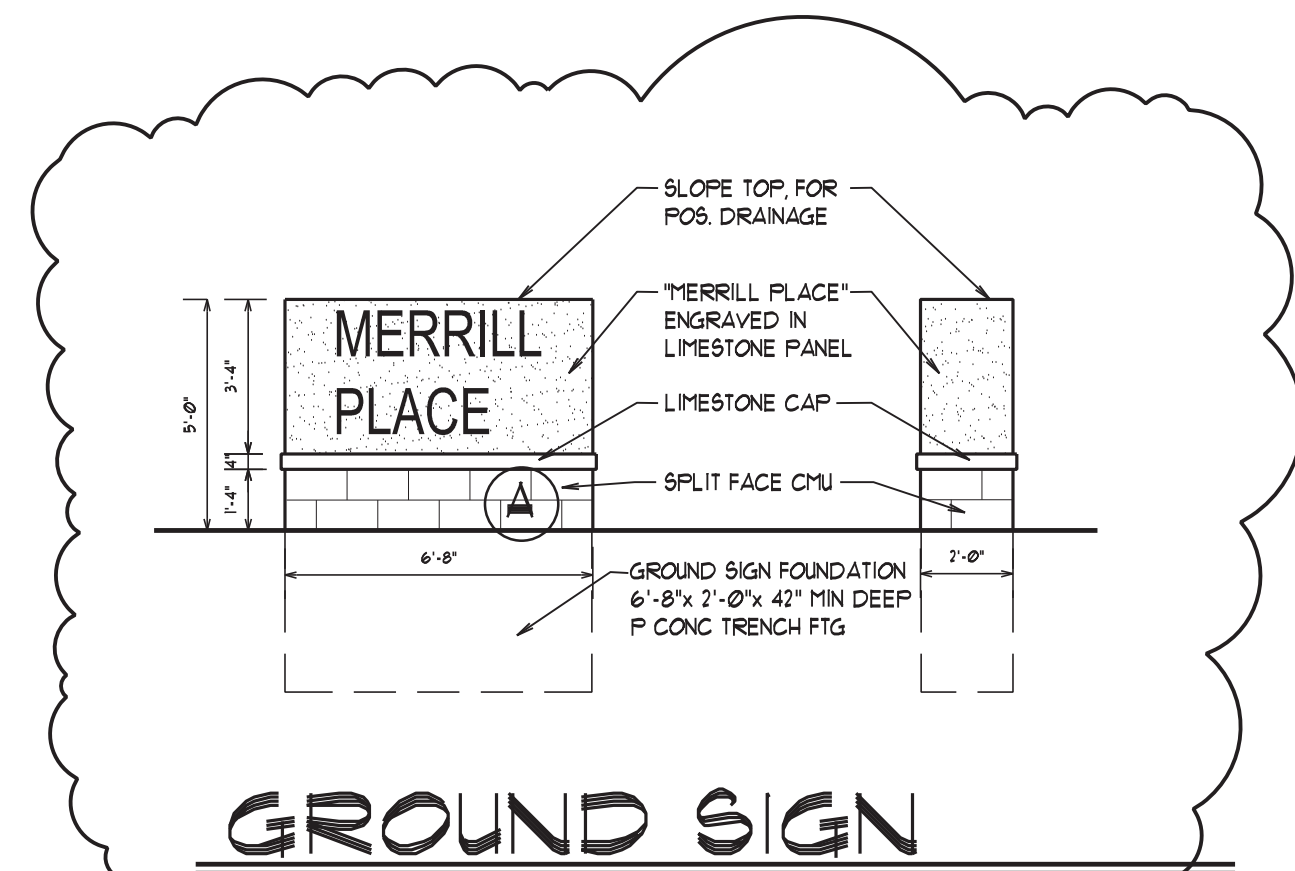 SLOPE TOP, FOR
POS. DRAINAGE
"MERRILL PLACE"
ENGRAVED IN
LIMESTONE PANEL
LIMESTONE CAP
SPLIT FACE CMU
MERRILL
PLACE
5'-0"
3'-4"
4"
1'-4"
A
6'-8"
2'-0"
GROUND SIGN FOUNDATION
6'-8"x 2'-0"x 42" MIN DEEP
P CONC TRENCH FTG
GROUND SIGN